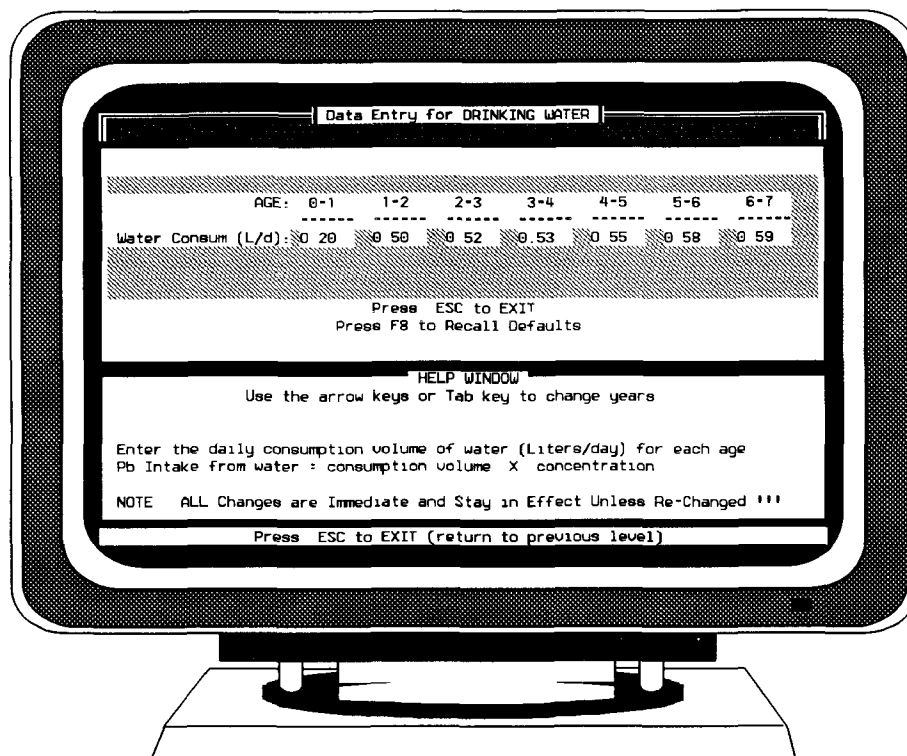 Data Entry for DRINKING WATER
AGE: 0-1 1-2 2-3 3-4 4-5 5-6 6-7
------ ------ ------ ------ ------ ------ ------
Water Consum (L/d): 0 20 0 50 0 52 0.53 0 55 0 58 0 59
Press ESC to EXIT
Press F8 to Recall Defaults
HELP WINDOW
Use the arrow keys or Tab key to change years
Enter the daily consumption volume of water (Liters/day) for each age
Pb Intake from water = consumption volume X concentration
NOTE ALL Changes are Immediate and Stay in Effect Unless Re-Changed !!!
Press ESC to EXIT (return to previous level)